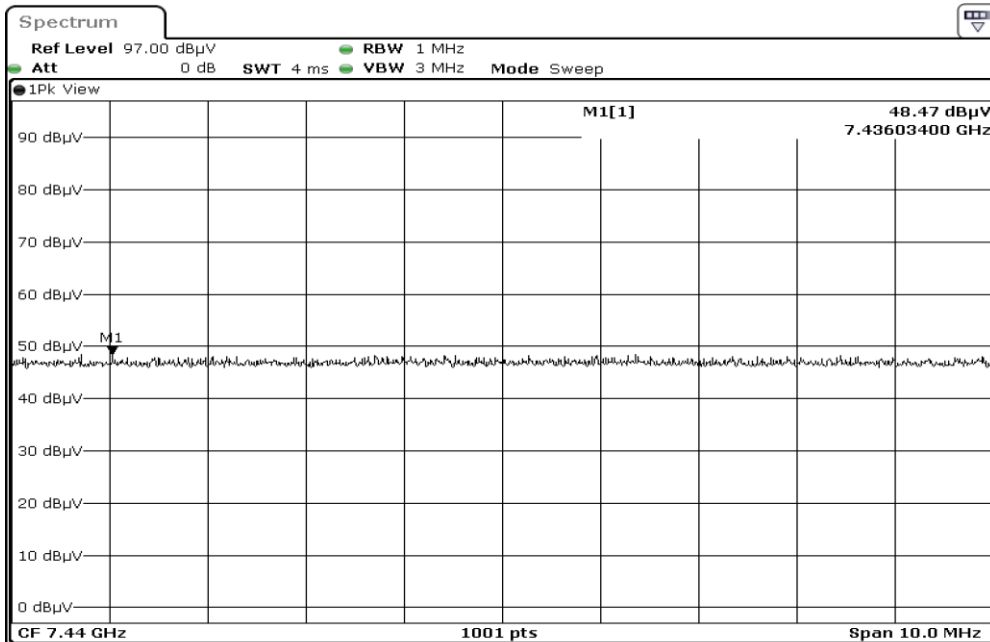 Spectrum
Ref Level 97.00 dBµV RBW 1 MHz
Att 0 dB SWT 4 ms VBW 3 MHz Mode Sweep
1Pk View
M1[1] 48.47 dBµV
7.43603400 GHz
90 dBµV
80 dBµV
70 dBµV
60 dBµV
M1
50 dBµV
40 dBµV
30 dBµV
20 dBµV
10 dBµV
0 dBµV
CF 7.44 GHz 1001 pts Span 10.0 MHz